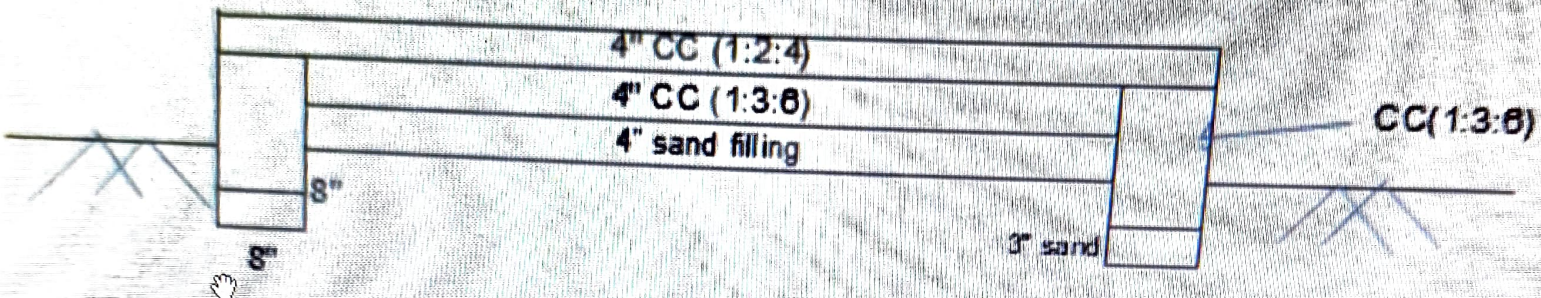 4" CC (1:2:4)
4" CC (1:3:6)
CC(1:3:6)
4" sand filling
8"
8"
3" sand